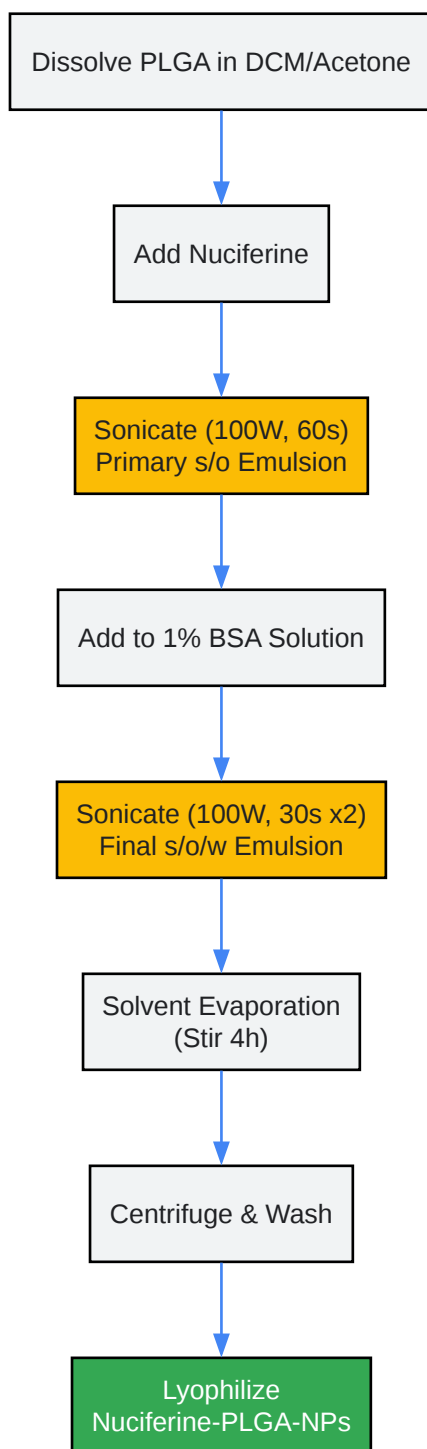 Dissolve PLGA in DCM/Acetone
Add Nuciferine
Sonicate (100W, 60s)
Primary s/o Emulsion
Add to 1% BSA Solution
Sonicate (100W, 30s x2)
Final s/o/w Emulsion
Solvent Evaporation
(Stir 4h)
Centrifuge & Wash
Lyophilize
Nuciferine-PLGA-NPs